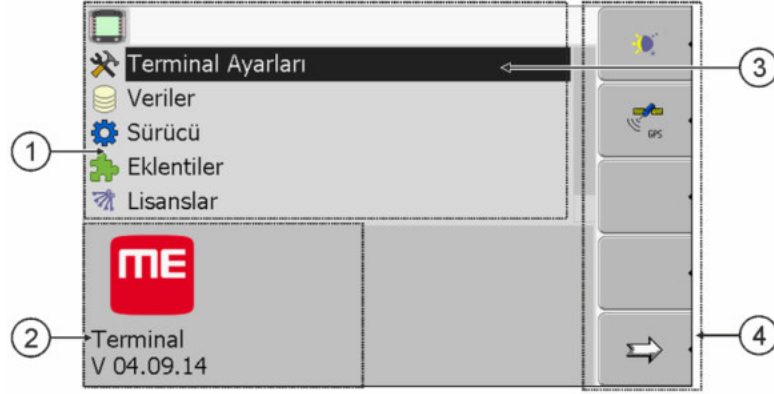 Terminal Ayarları
Veriler
Sürücü
Eklentiler
Lisanslar
GPS
ME
Terminal
V 04.09.14
1
2
3
4